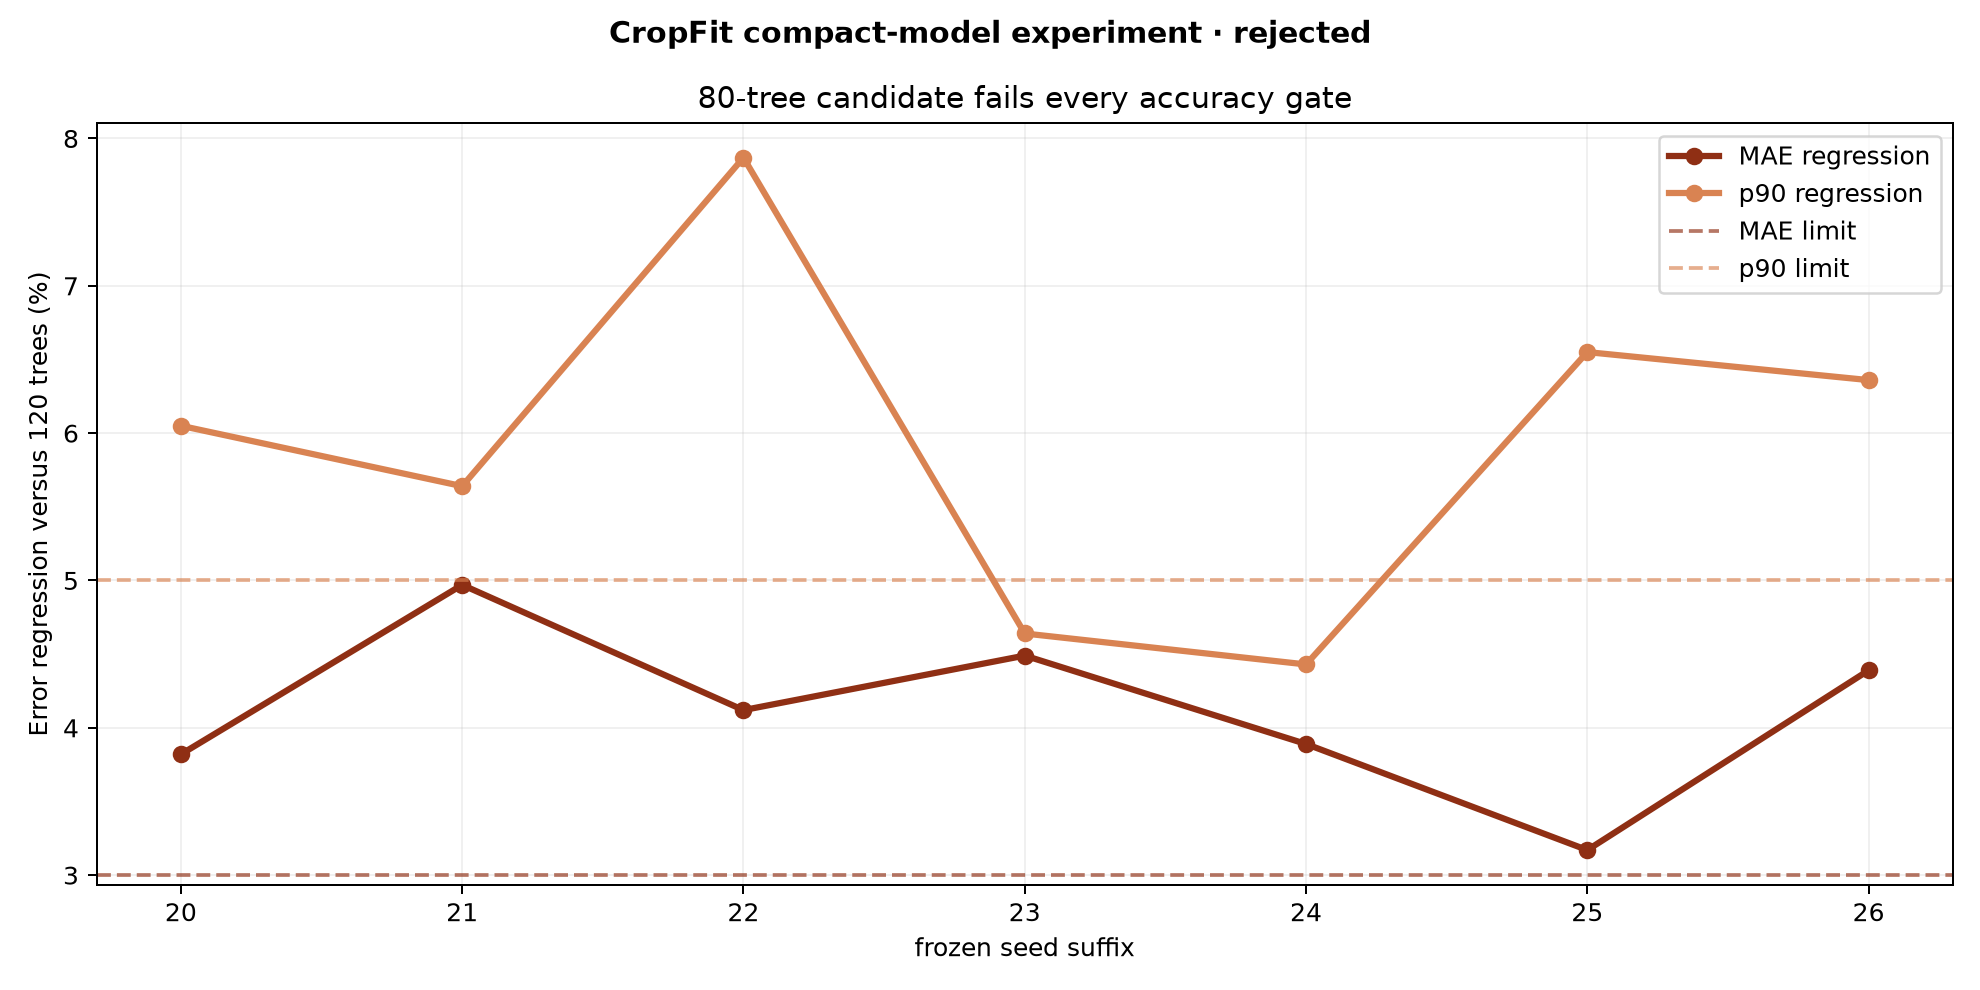 CropFit compact-model experiment · rejected
80-tree candidate fails every accuracy gate
Error regression versus 120 trees (%)
8
7
6
5
4
3
MAE regression
p90 regression
MAE limit
p90 limit
20 21 22 23 24 25 26
frozen seed suffix